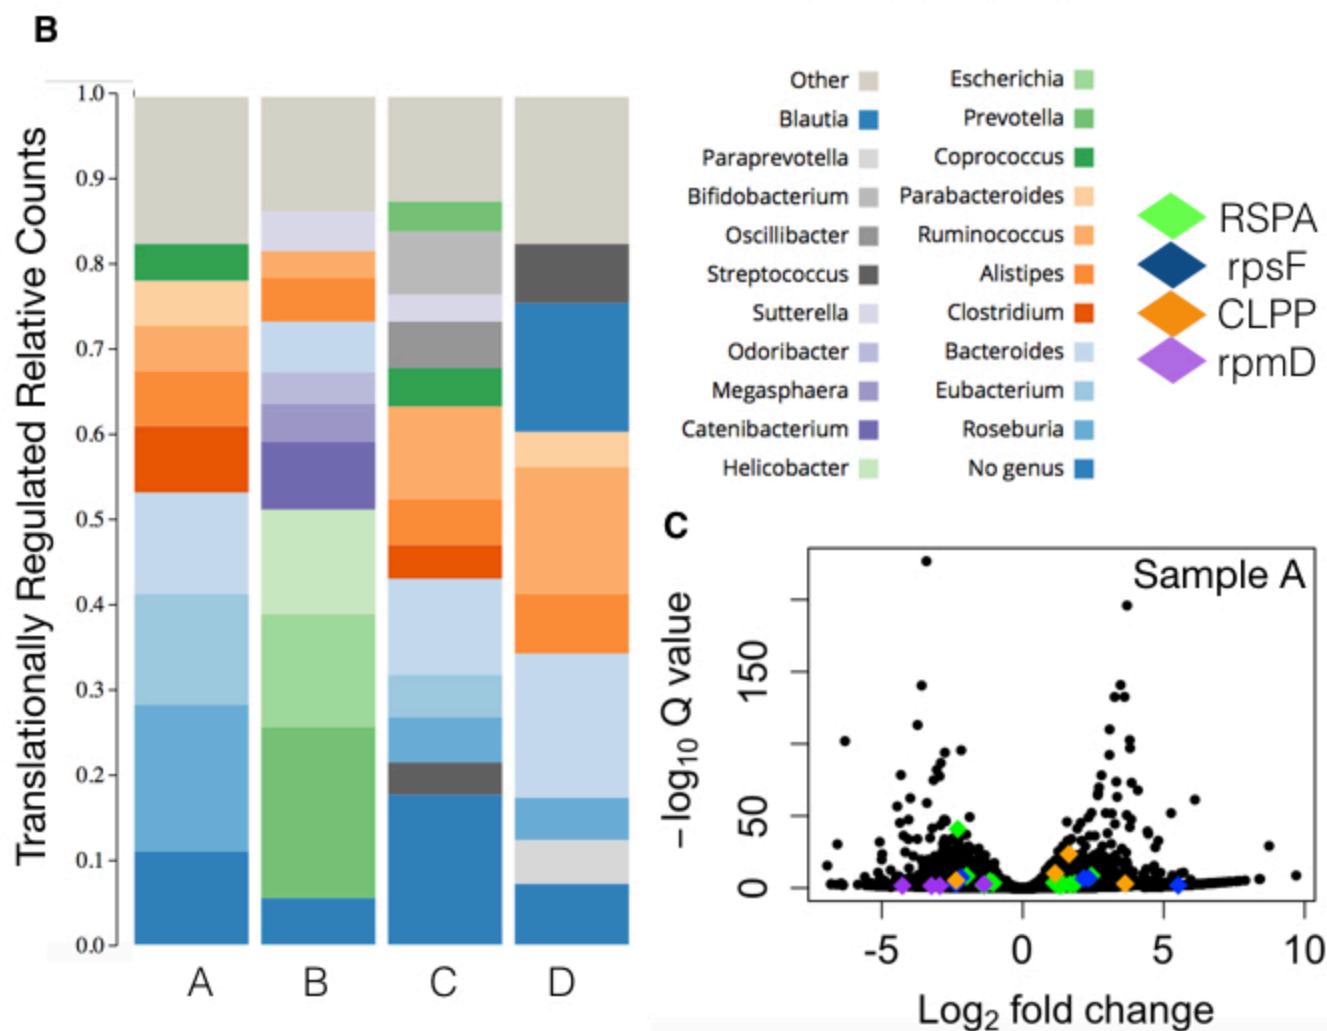 B
Translationally Regulated Relative Counts
1.0
0.9
0.8
0.7
0.6
0.5
0.4
0.3
0.2
0.1
0.0
A B C D
Other
Blautia
Paraprevotella
Bifidobacterium
Oscillibacter
Streptococcus
Sutterella
Odoribacter
Megasphaera
Catenibacterium
Helicobacter
Escherichia
Prevotella
Coprococcus
Parabacteroides
Ruminococcus
Alistipes
Clostridium
Bacteroides
Eubacterium
Roseburia
No genus
RSPA
rpsF
CLPP
rpmD
C
Sample A
−log₁₀ Q value
150
50
0
-5 0 5 10
Log₂ fold change